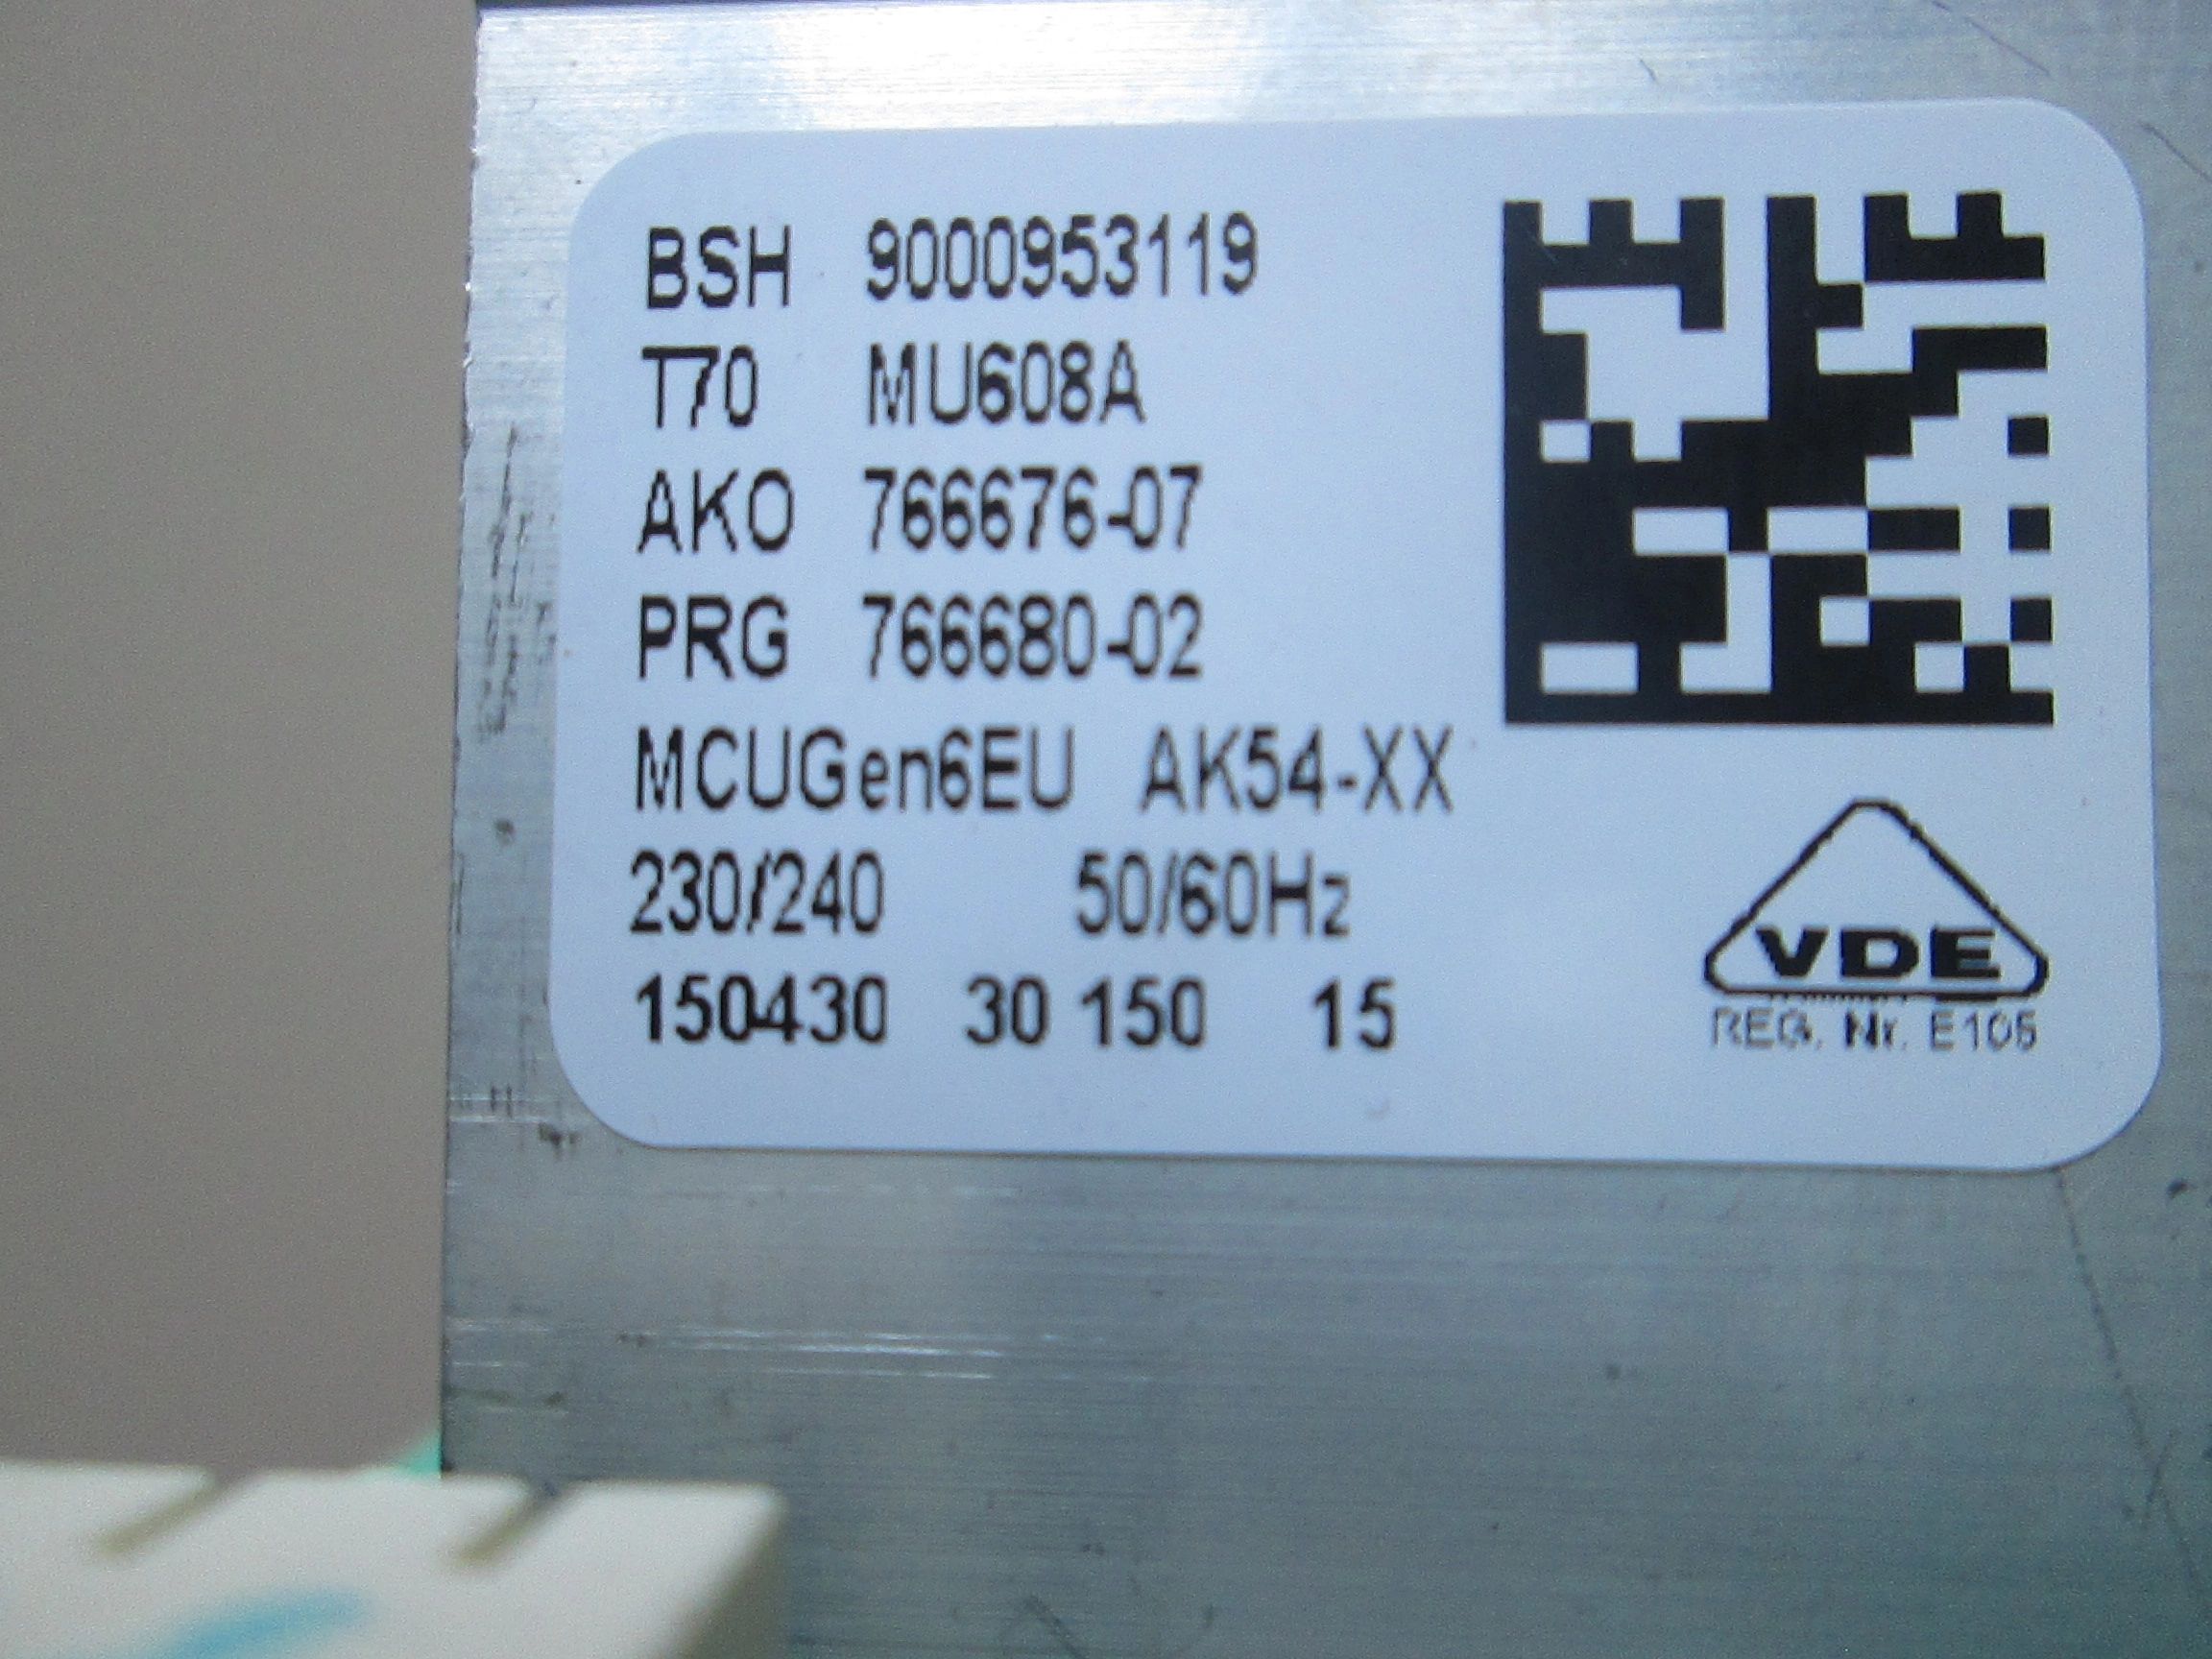 BSH 9000953119
T70 MU608A
AKO 766676-07
PRG 766680-02
MCUGen6EU AK54-XX
230/240 50/60Hz
150430 30 150 15
VDE
REG. Nr. E105